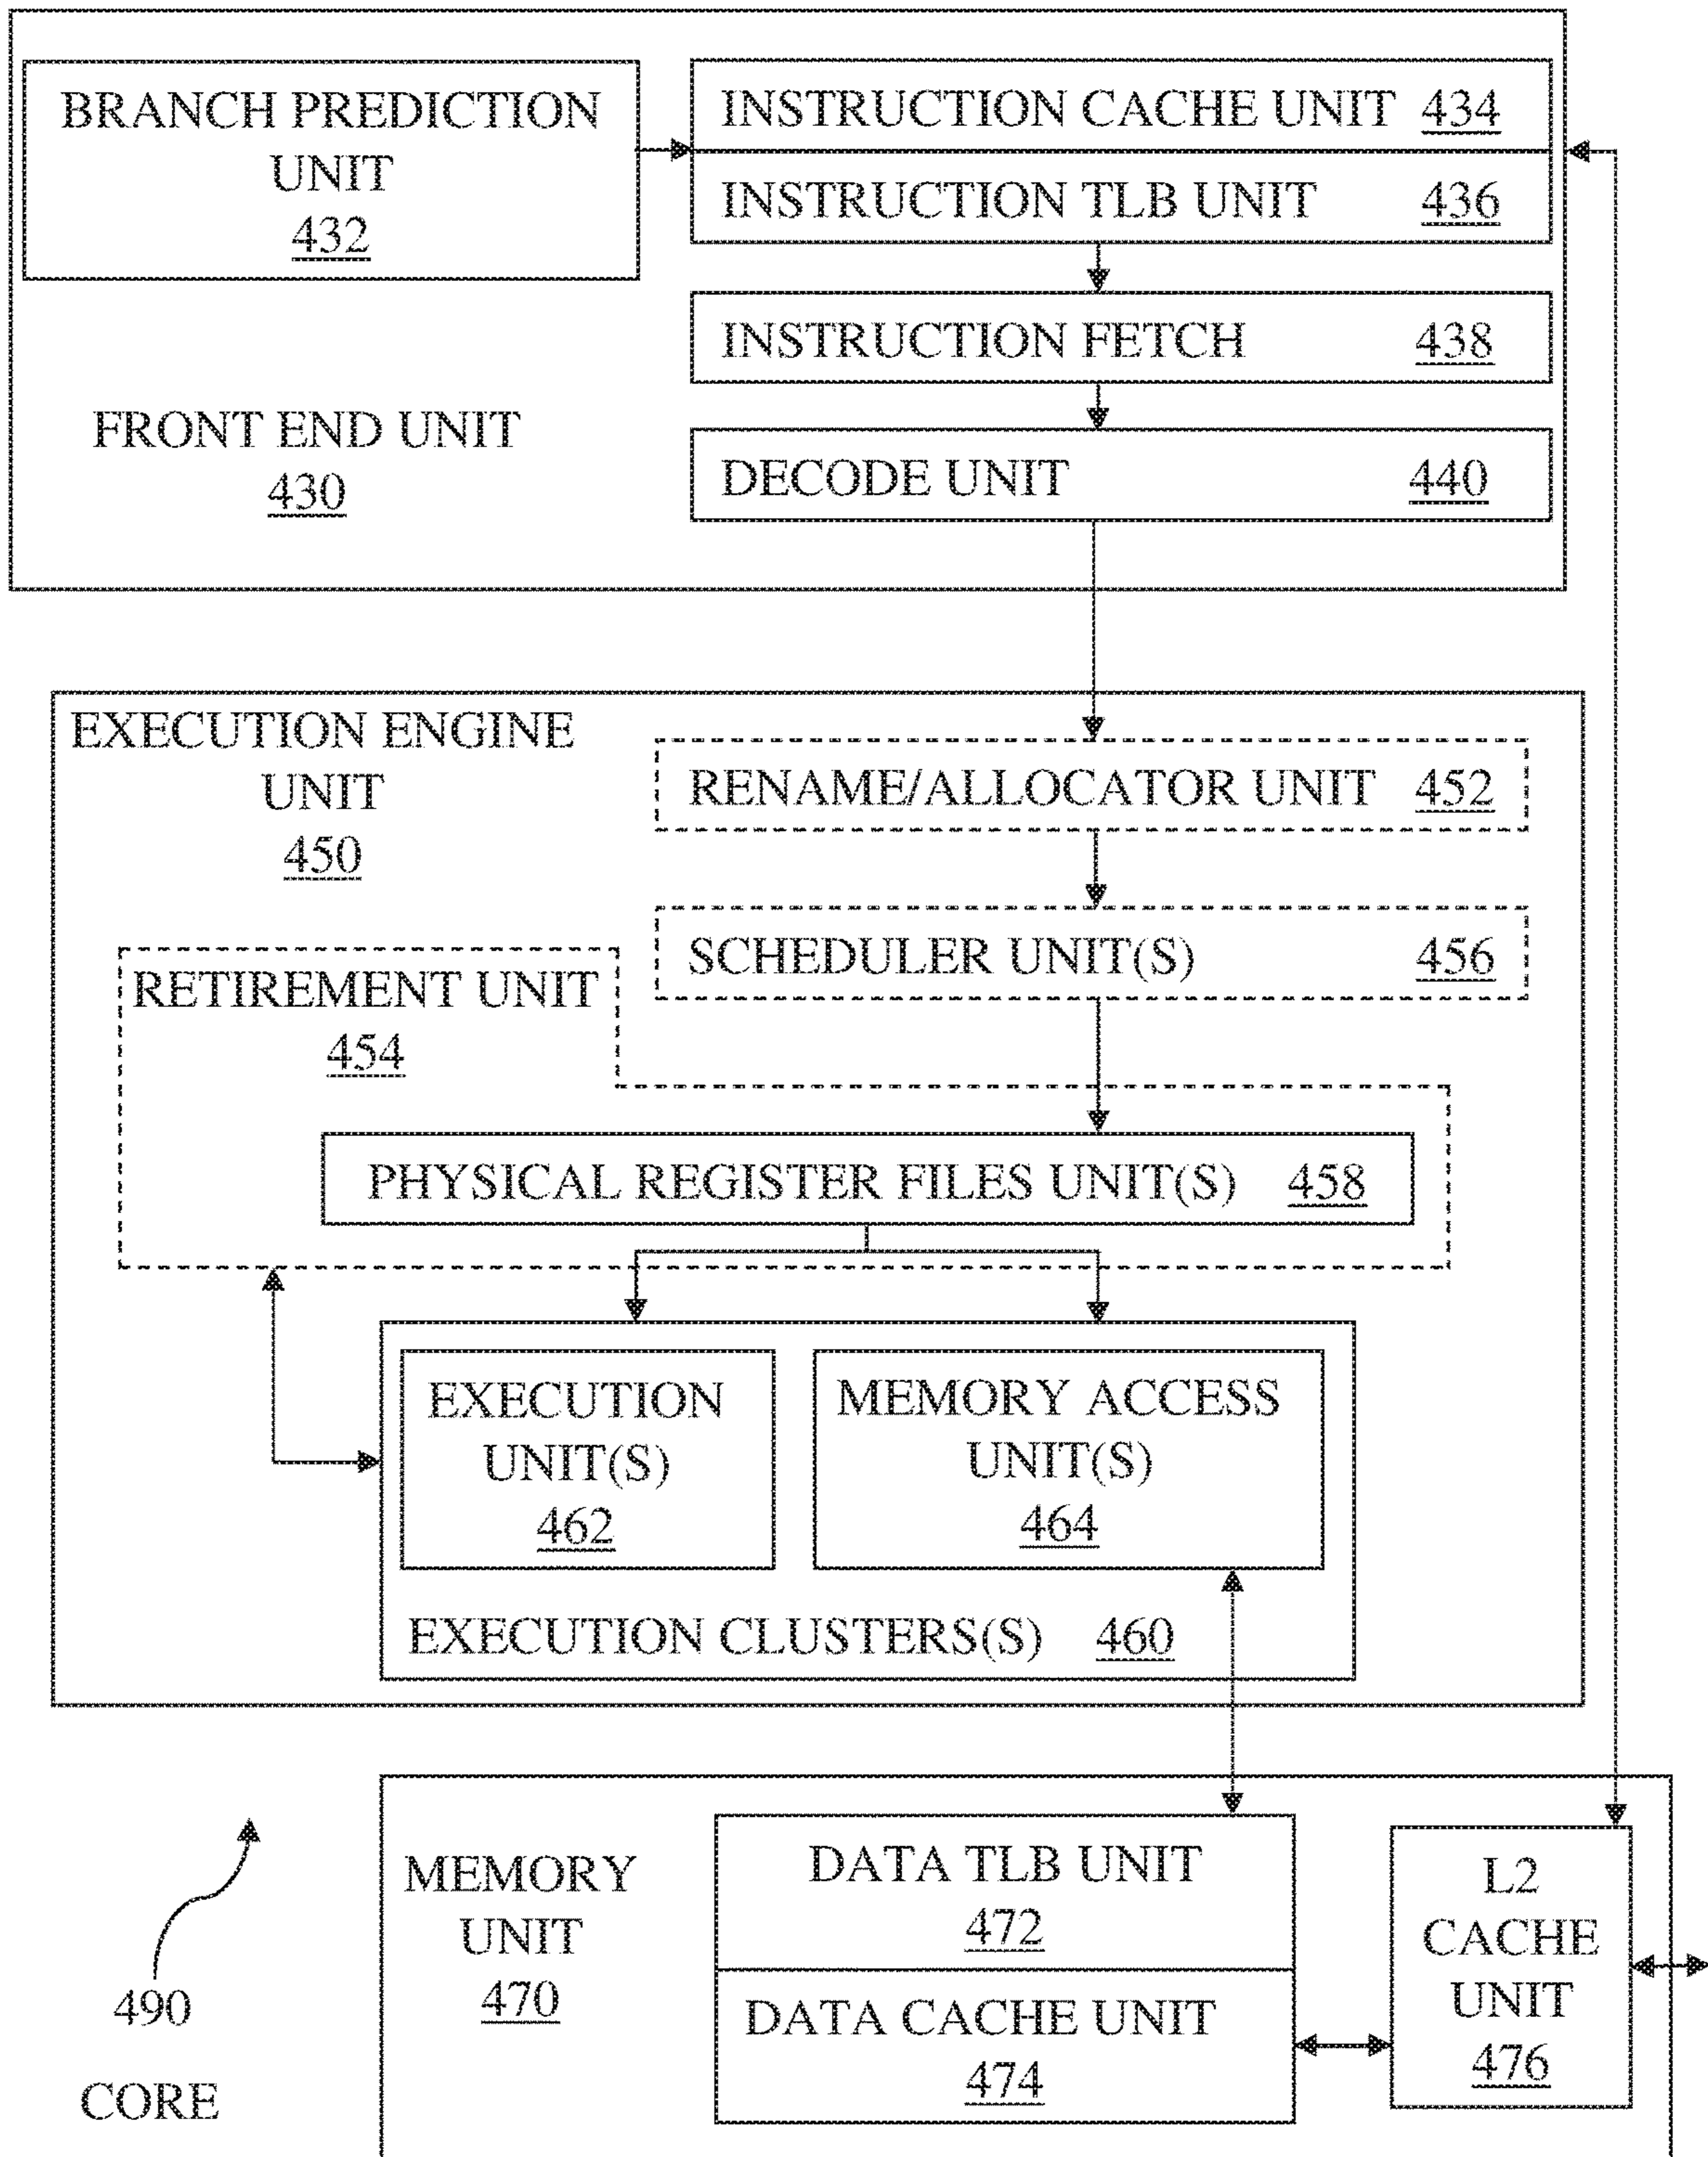 BRANCH PREDICTION
UNIT
432
INSTRUCTION CACHE UNIT 434
INSTRUCTION TLB UNIT 436
INSTRUCTION FETCH 438
DECODE UNIT 440
FRONT END UNIT
430
EXECUTION ENGINE
UNIT
450
RENAME/ALLOCATOR UNIT 452
SCHEDULER UNIT(S) 456
RETIREMENT UNIT
454
PHYSICAL REGISTER FILES UNIT(S) 458
EXECUTION
UNIT(S)
462
MEMORY ACCESS
UNIT(S)
464
EXECUTION CLUSTERS(S) 460
490
CORE
MEMORY
UNIT
470
DATA TLB UNIT
472
DATA CACHE UNIT
474
L2
CACHE
UNIT
476